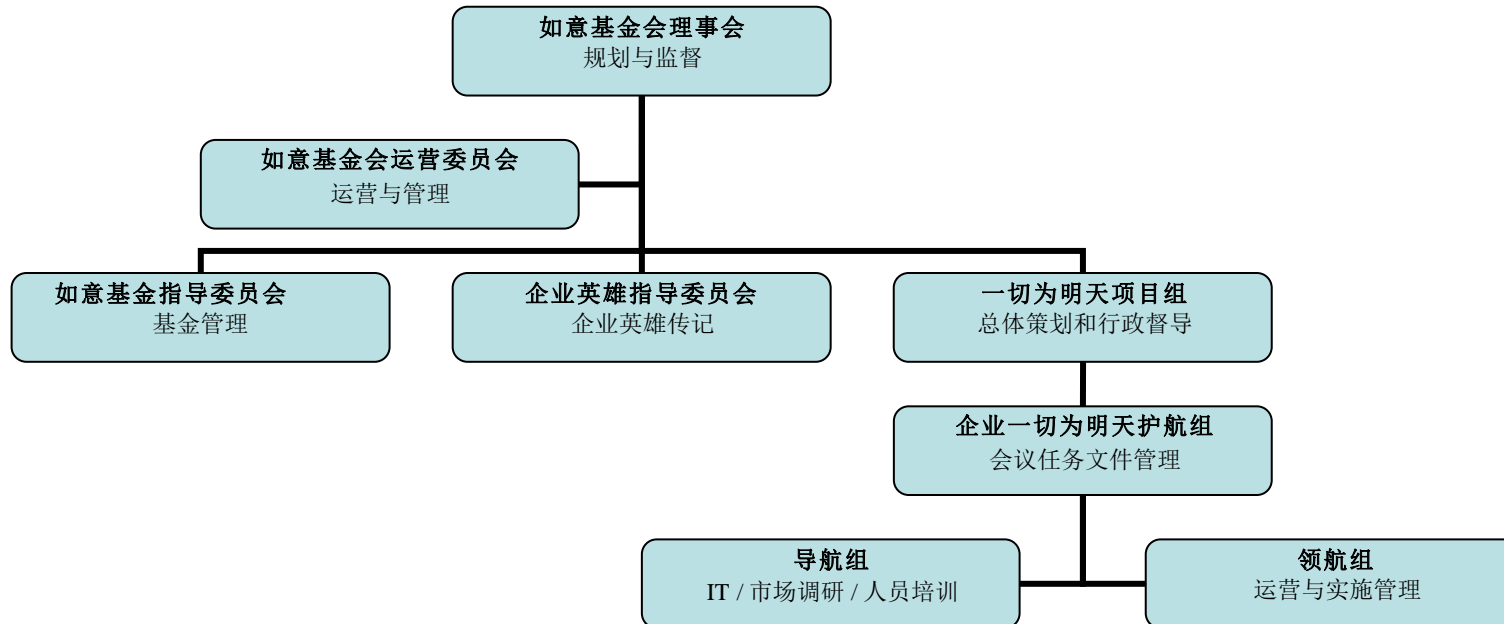 如意基金会理事会
规划与监督
如意基金会运营委员会
运营与管理
如意基金指导委员会
基金管理
企业英雄指导委员会
企业英雄传记
一切为明天项目组
总体策划和行政督导
企业一切为明天护航组
会议任务文件管理
导航组
IT / 市场调研 / 人员培训
领航组
运营与实施管理